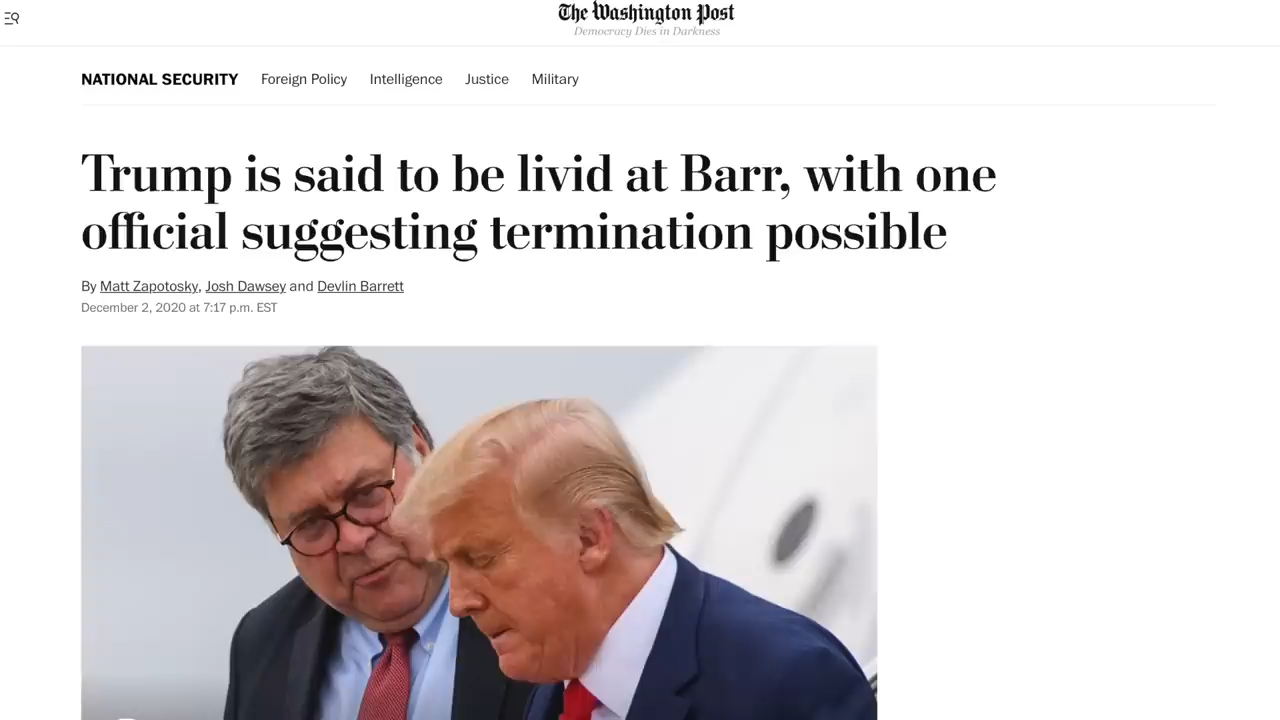 The Washington Post
Democracy Dies in Darkness
NATIONAL SECURITY Foreign Policy Intelligence Justice Military
Trump is said to be livid at Barr, with one
official suggesting termination possible
By Matt Zapotosky, Josh Dawsey and Devlin Barrett
December 2, 2020 at 7:17 p.m. EST